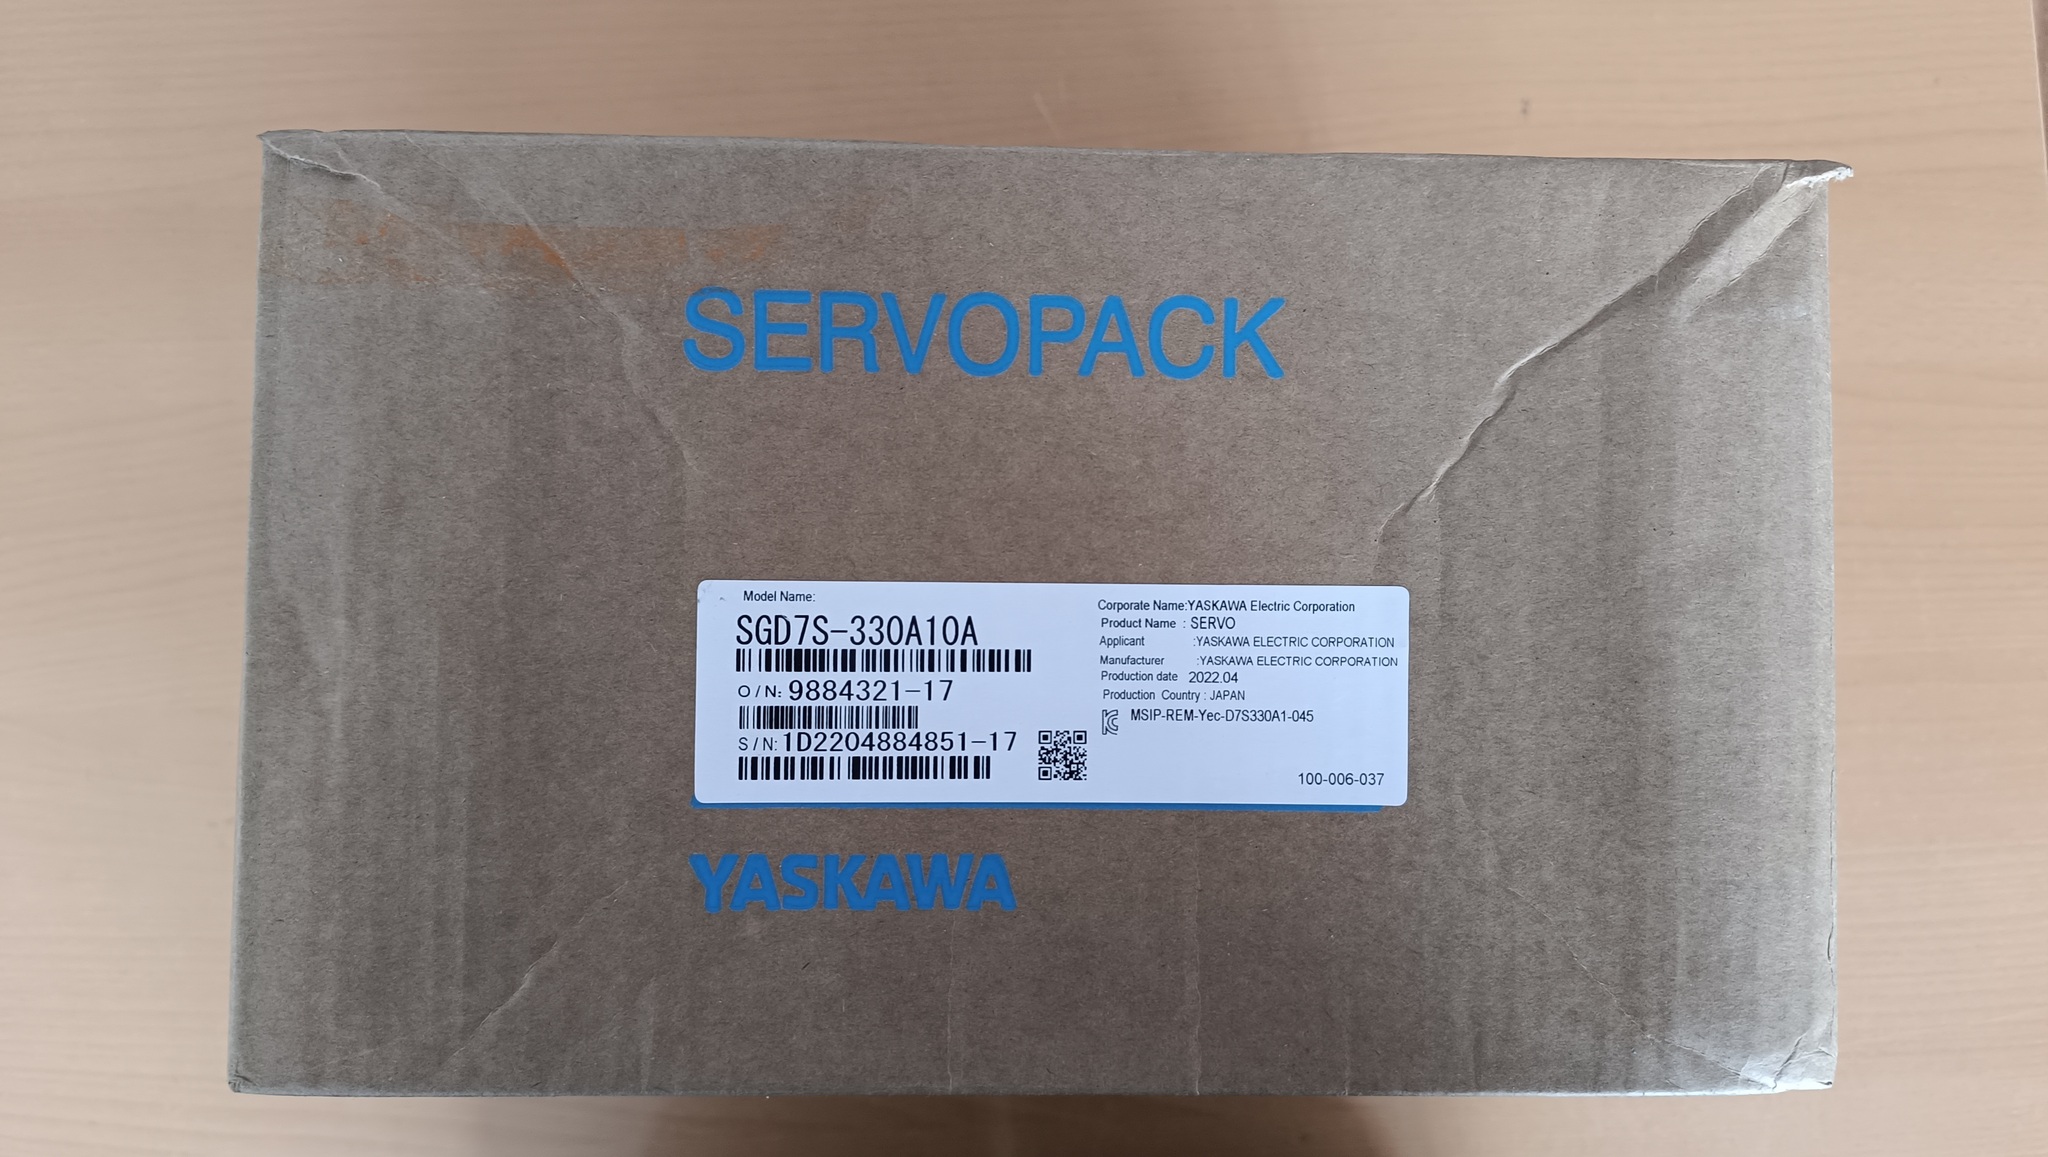 SERVOPACK
Model Name:
SGD7S-330A10A
O/N: 9884321-17
S/N: 1D2204884851-17
Corporate Name:YASKAWA Electric Corporation
Product Name : SERVO
Applicant :YASKAWA ELECTRIC CORPORATION
Manufacturer :YASKAWA ELECTRIC CORPORATION
Production date 2022.04
Production Country : JAPAN
MSIP-REM-Yec-D7S330A1-045
100-006-037
YASKAWA